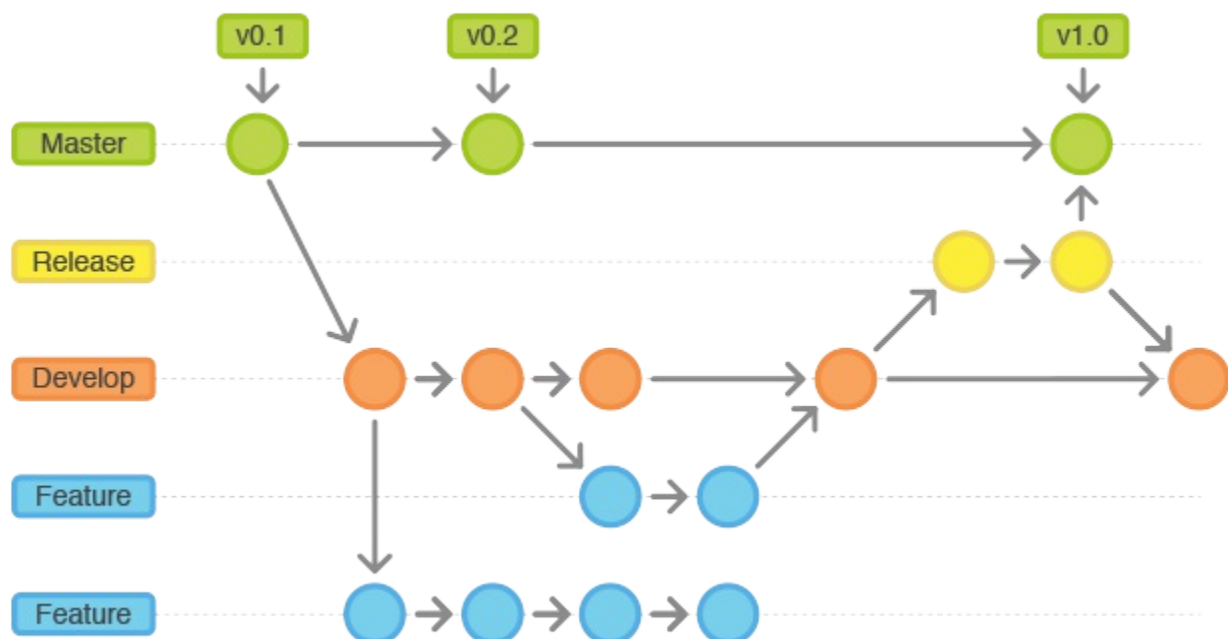 v0.1
v0.2
v1.0
Master
Release
Develop
Feature
Feature